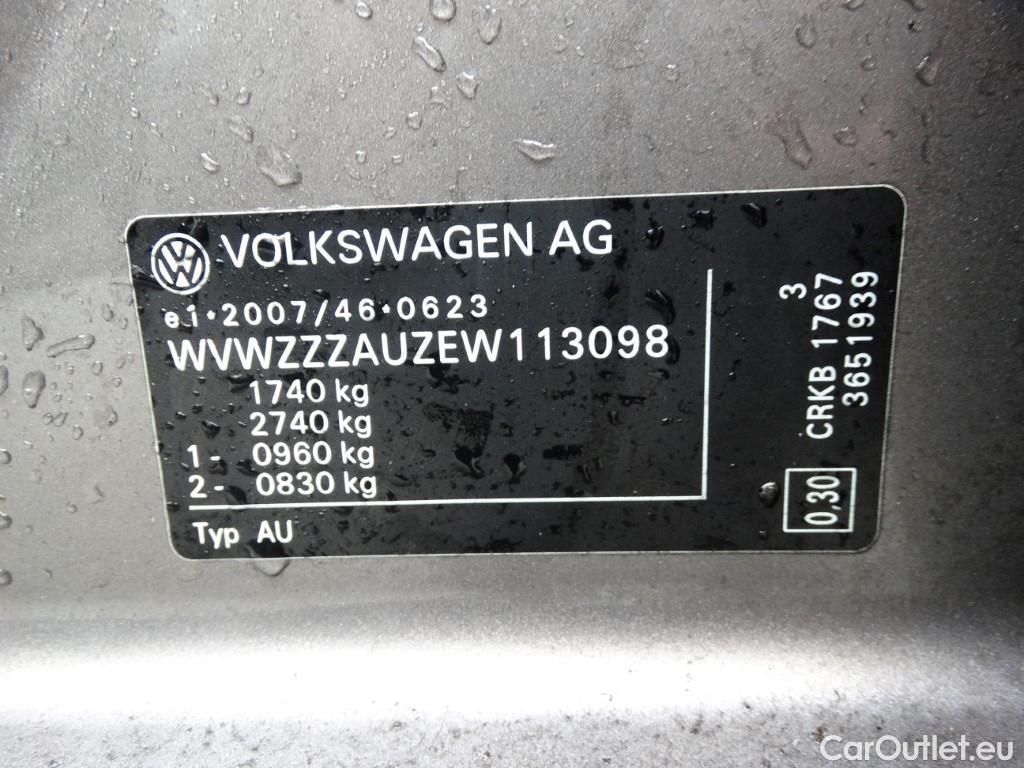 VOLKSWAGEN AG
e1•2007/46•0623
WVWZZZAUZEW113098
1740 kg
2740 kg
1- 0960 kg
2- 0830 kg
Typ AU
3
CRKB 1767
3651939
0,30
CarOutlet.eu